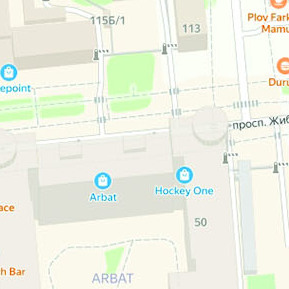 115Б/1
113
Plov Fark
Mamu
Duru
epoint
просп. Жиб
Arbat
Hockey One
ace
50
h Bar
ARBAT